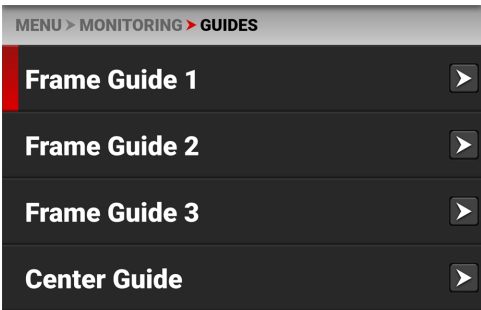 MENU > MONITORING > GUIDES
Frame Guide 1
Frame Guide 2
Frame Guide 3
Center Guide